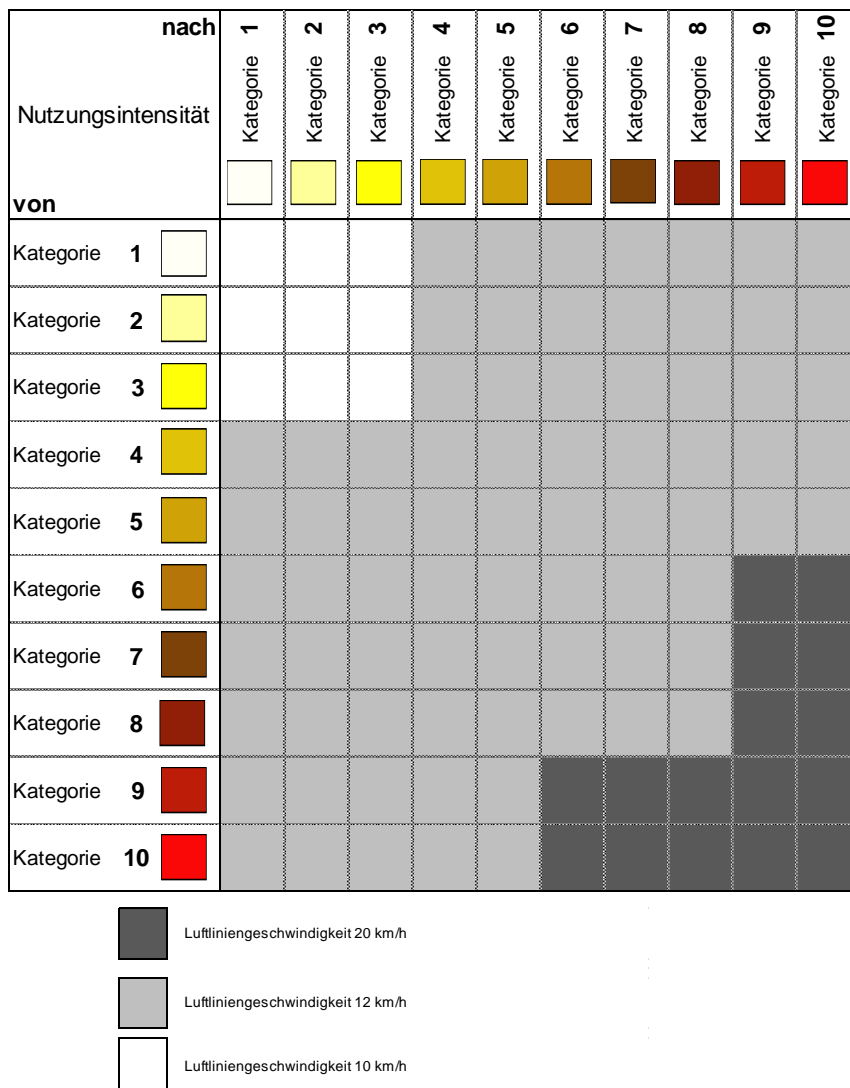 nach
Nutzungsintensität
von
Kategorie 1
Kategorie 2
Kategorie 3
Kategorie 4
Kategorie 5
Kategorie 6
Kategorie 7
Kategorie 8
Kategorie 9
Kategorie 10
Kategorie 1
Kategorie 2
Kategorie 3
Kategorie 4
Kategorie 5
Kategorie 6
Kategorie 7
Kategorie 8
Kategorie 9
Kategorie 10
Luftliniengeschwindigkeit 20 km/h
Luftliniengeschwindigkeit 12 km/h
Luftliniengeschwindigkeit 10 km/h